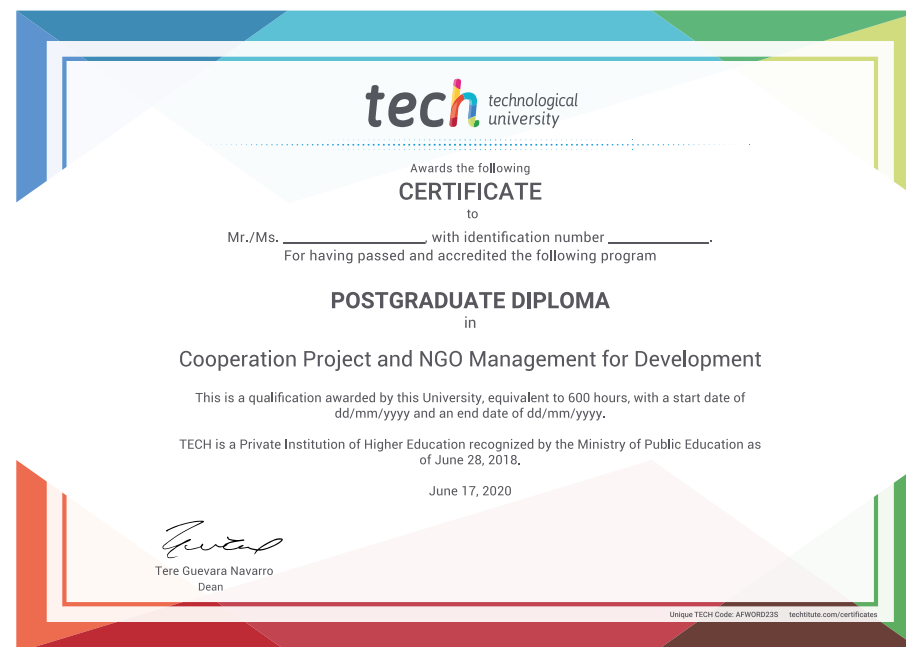 tech technological
university
Awards the following
CERTIFICATE
to
Mr./Ms. ____________, with identification number ____________.
For having passed and accredited the following program
POSTGRADUATE DIPLOMA
in
Cooperation Project and NGO Management for Development
This is a qualification awarded by this University, equivalent to 600 hours, with a start date of
dd/mm/yyyy and an end date of dd/mm/yyyy.
TECH is a Private Institution of Higher Education recognized by the Ministry of Public Education as
of June 28, 2018.
June 17, 2020
Tere Guevara Navarro
Dean
Unique TECH Code: AFWORD23S techtitute.com/certificates